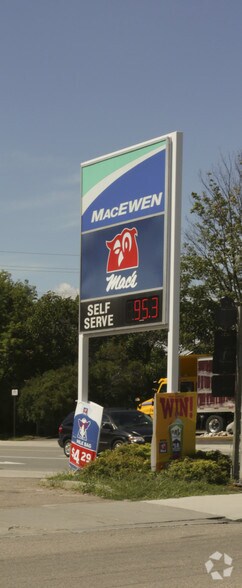 MACEWEN
Mac's
SELF
SERVE
95.3
WIN!
$4.29